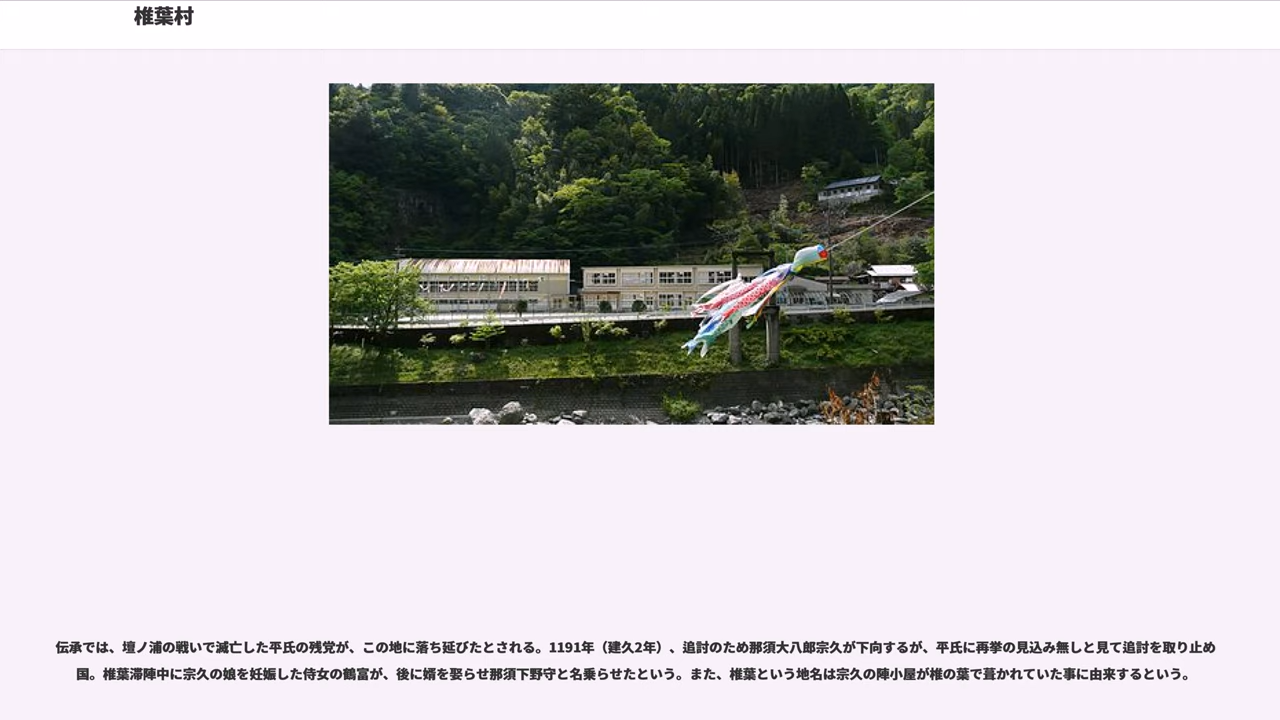 椎葉村
伝承では、壇ノ浦の戦いで滅亡した平氏の残党が、この地に落ち延びたとされる。1191年（建久2年）、追討のため那須大八郎宗久が下向するが、平氏に再挙の見込み無しと見て追討を取り止め
国。椎葉滞陣中に宗久の娘を妊娠した侍女の鶴富が、後に婿を娶らせ那須下野守と名乗らせたという。また、椎葉という地名は宗久の陣小屋が椎の葉で葺かれていた事に由来するという。